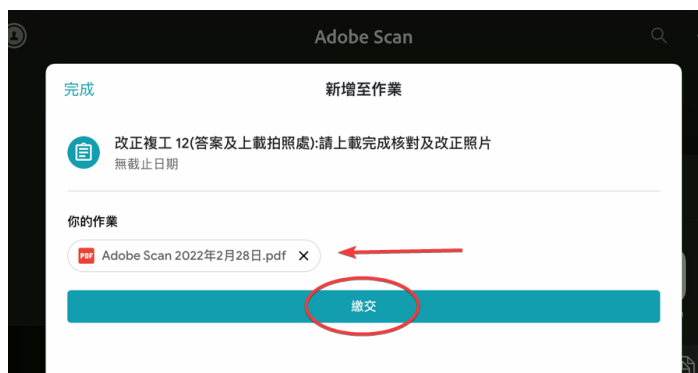 Adobe Scan
完成
新增至作業
改正複工 12(答案及上載拍照處):請上載完成核對及改正照片
無截止日期
你的作業
PDF Adobe Scan 2022年2月28日.pdf X
繳交